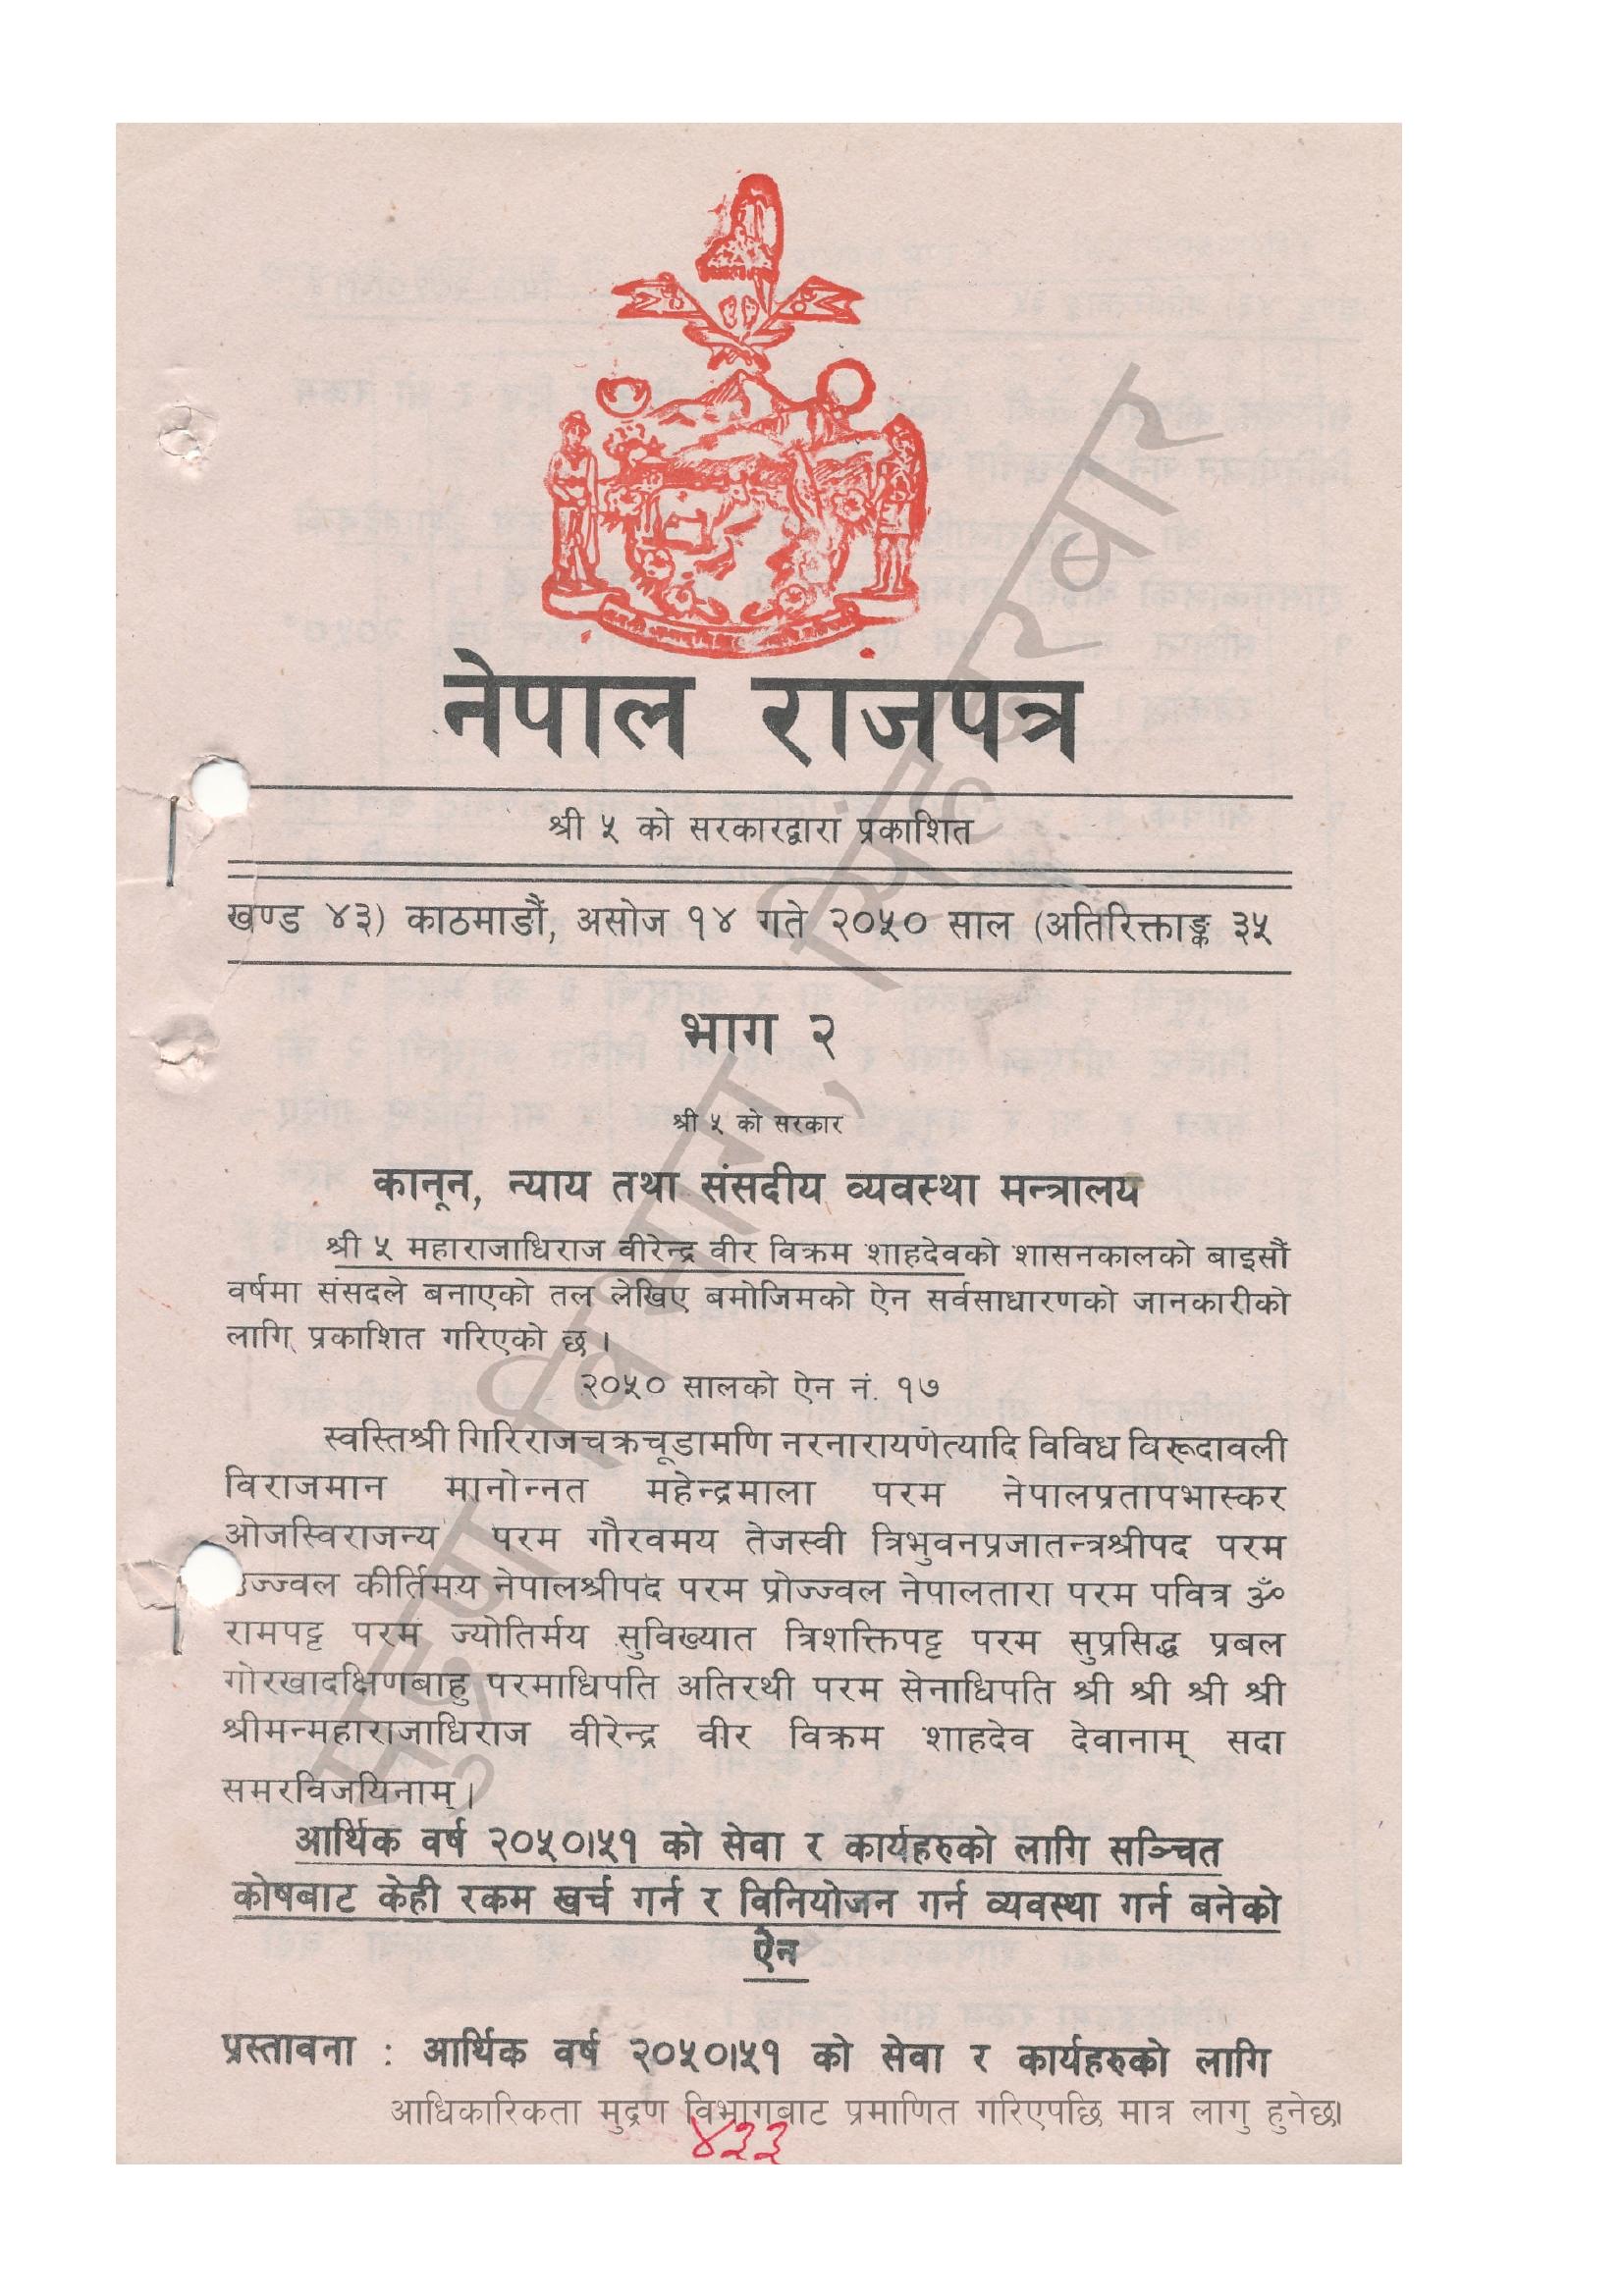 नेपाल राजपत्र
श्री ५ को सरकारद्वारा प्रकाशित
खण्ड ४३) काठमाडौं, असोज १४ गते २०५० साल (अतिरिक्ताङ्क ३५
भाग २
श्री ५ को सरकार
कानून, न्याय तथा संसदीय व्यवस्था मन्त्रालय
श्री ५ महाराजाधिराज वीरेन्द्र वीर विक्रम शाहदेवको शासनकालको बाइसौं
वर्षमा संसदले बनाएको तल लेखिए बमोजिमको ऐन सर्वसाधारणको जानकारीको
लागि प्रकाशित गरिएको छ ।
२०५० सालको ऐन नं. १७
स्वस्तिश्री गिरिराजचक्रचूडामणि नरनारायणेत्यादि विविध विरूदावली
विराजमान मानोन्नत महेन्द्रमाला परम नेपालप्रतापभास्कर
ओजस्विराजन्य परम गौरवमय तेजस्वी त्रिभुवनप्रजातन्त्रश्रीपद परम
उज्ज्वल कीर्तिमय नेपालश्रीपद परम प्रोज्ज्वल नेपालतारा परम पवित्र ॐ
रामपट्ट परम ज्योतिर्मय सुविख्यात त्रिशक्तिपट्ट परम सुप्रसिद्ध प्रबल
गोरखादक्षिणबाहु परमाधिपति अतिरथी परम सेनाधिपति श्री श्री श्री श्री
श्रीमन्महाराजाधिराज वीरेन्द्र वीर विक्रम शाहदेव देवानाम् सदा
समरविजयिनाम् ।
आर्थिक वर्ष २०५०।५१ को सेवा र कार्यहरुको लागि सञ्चित
कोषबाट केही रकम खर्च गर्न र विनियोजन गर्न व्यवस्था गर्न बनेको
ऐन
प्रस्तावना : आर्थिक वर्ष २०५०।५१ को सेवा र कार्यहरुको लागि
आधिकारिकता मुद्रण विभागबाट प्रमाणित गरिएपछि मात्र लागु हुनेछ।
४३३
मुद्रण विभाग, सिंहदरवार